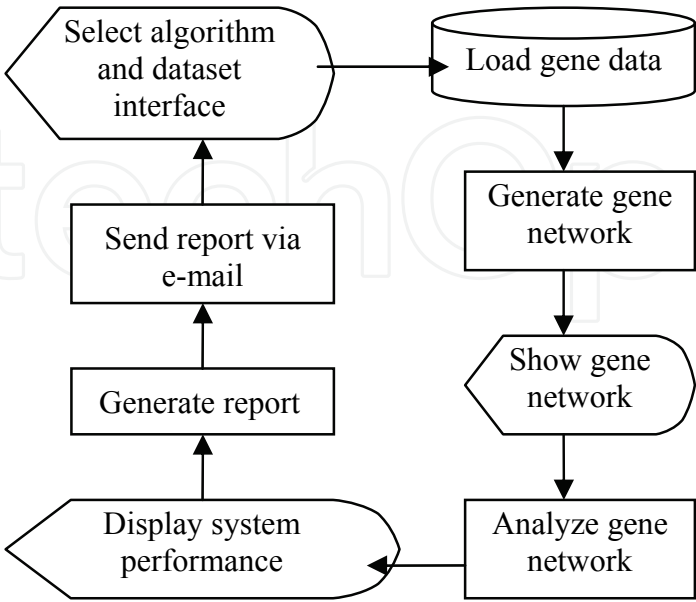 Select algorithm
and dataset
interface
Load gene data
Generate gene
network
Show gene
network
Analyze gene
network
Display system
performance
Generate report
Send report via
e-mail
techOp